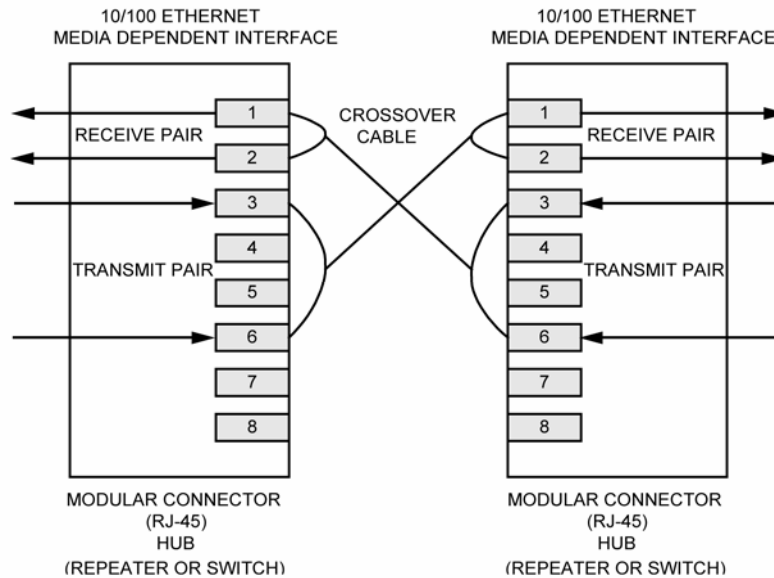 10/100 ETHERNET
MEDIA DEPENDENT INTERFACE
10/100 ETHERNET
MEDIA DEPENDENT INTERFACE
CROSSOVER
CABLE
1
RECEIVE PAIR
2
3
4
TRANSMIT PAIR
5
6
7
8
1
RECEIVE PAIR
2
3
4
TRANSMIT PAIR
5
6
7
8
MODULAR CONNECTOR
(RJ-45)
HUB
(REPEATER OR SWITCH)
MODULAR CONNECTOR
(RJ-45)
HUB
(REPEATER OR SWITCH)